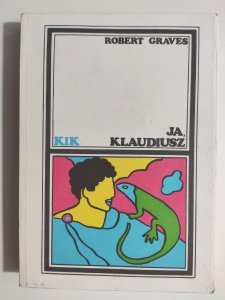 ROBERT GRAVES
JA,
KIK KLAUDIUSZ